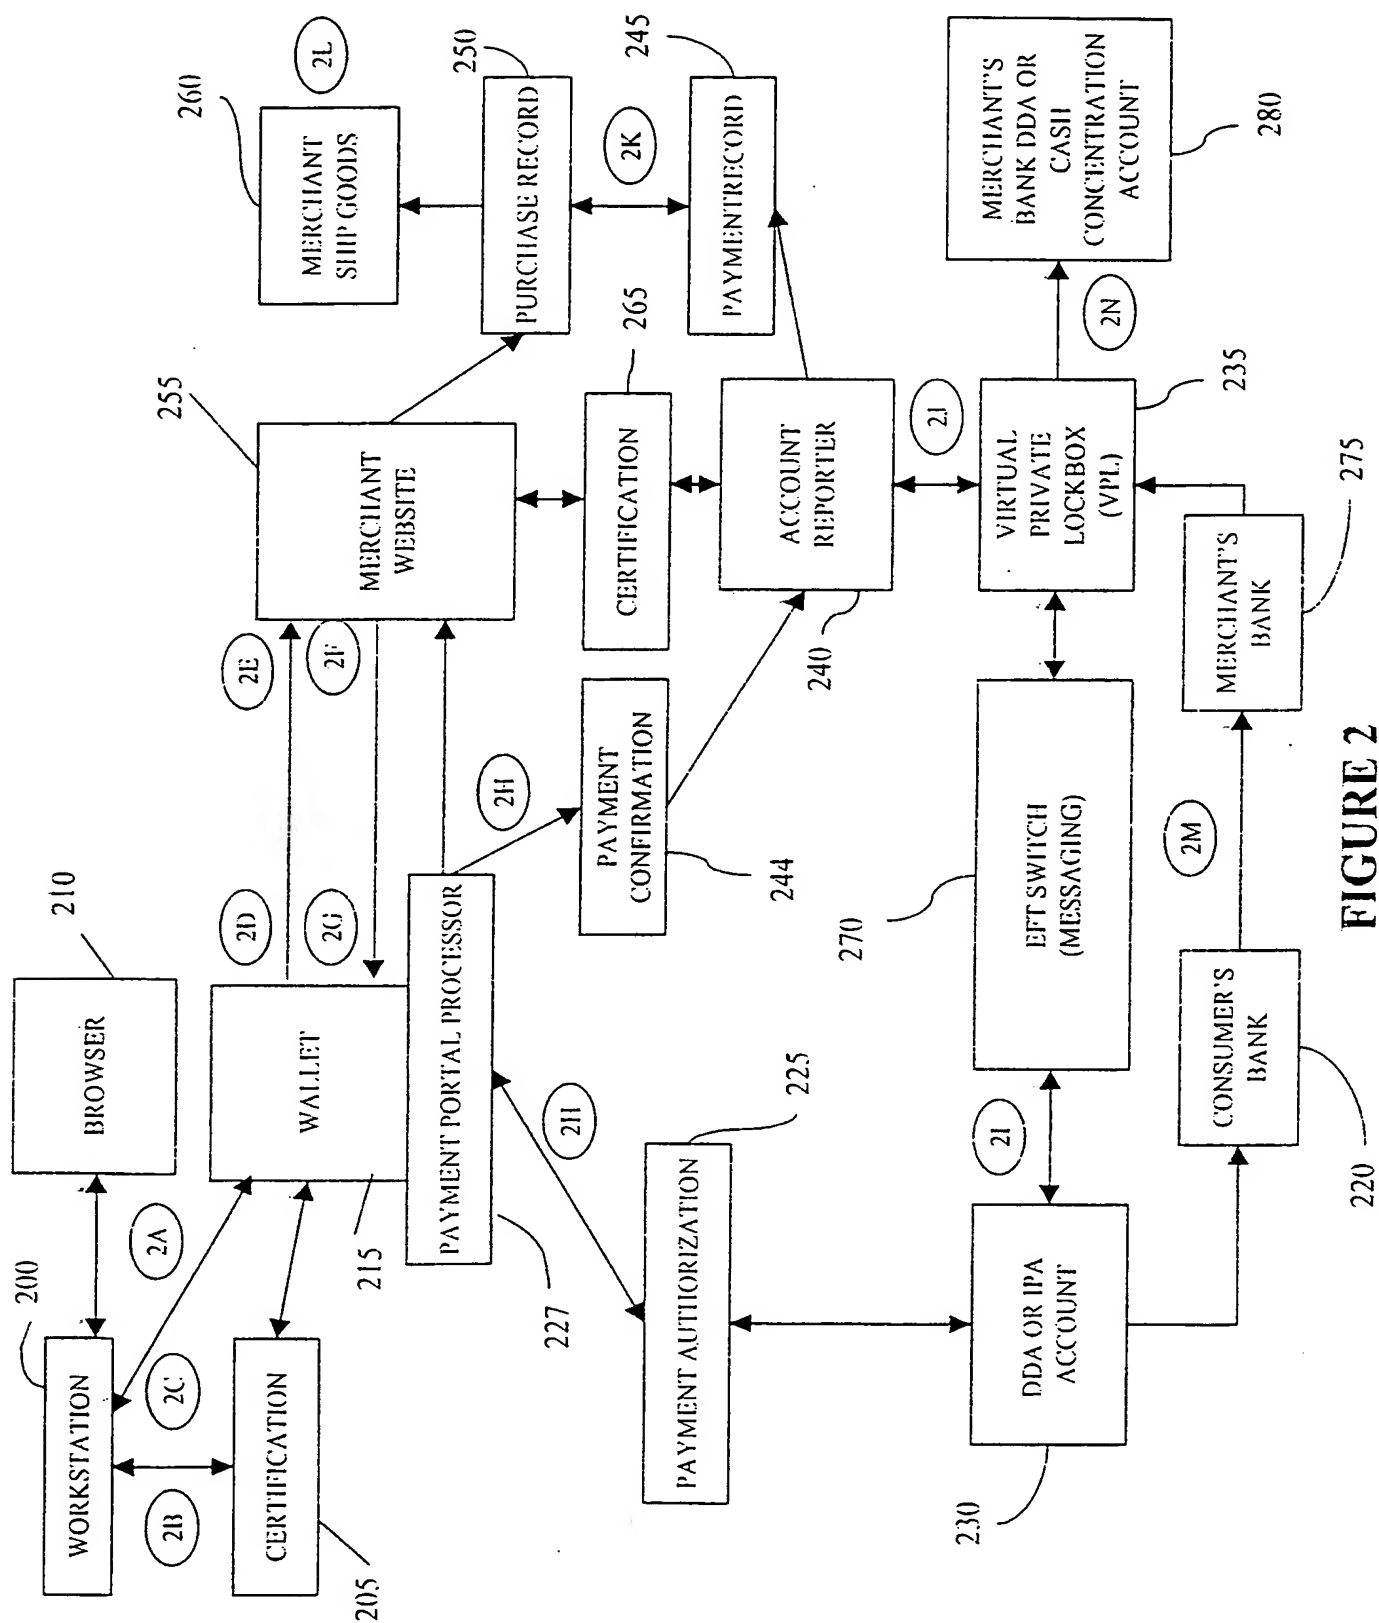 200
WORKSTATION
2B
2C
2A
205
CERTIFICATION
BROWSER
210
WALLET
215
PAYMENT PORTAL PROCESSOR
227
2D
2E
2G
2F
255
MERCHANT
WEBSITE
260
MERCHANT
SHIP GOODS
2L
250
PURCHASE RECORD
2K
245
PAYMENTRECORD
265
CERTIFICATION
2H
PAYMENT
CONFIRMATION
244
2H
225
PAYMENT AUTHORIZATION
ACCOUNT
REPORTER
240
2J
230
DDA OR IPA
ACCOUNT
2I
270
EFT SWITCH
(MESSAGING)
VIRTUAL
PRIVATE
LOCKBOX
(VPL)
235
2N
MERCHANT'S
BANK DDA OR
CASH
CONCENTRATION
ACCOUNT
280
220
CONSUMER'S
BANK
2M
MERCHANT'S
BANK
275
FIGURE 2